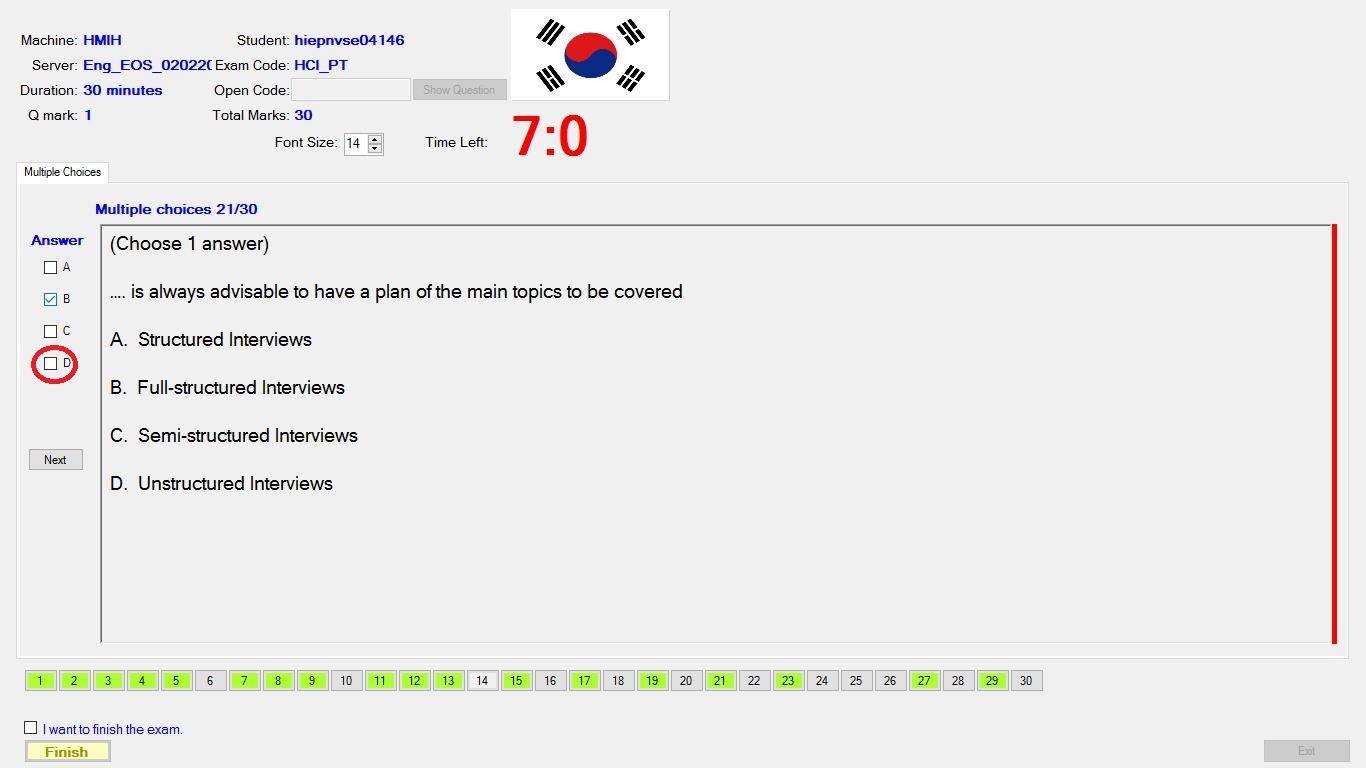 Machine: HMIH Student: hiepnvse04146
Server: Eng_EOS_02022( Exam Code: HCI_PT
Duration: 30 minutes Open Code: Show Question
Q mark: 1 Total Marks: 30
Font Size: 14 Time Left: 7:0
Multiple Choices
Multiple choices 21/30
Answer
A
B
C
D
Next
(Choose 1 answer)
.... is always advisable to have a plan of the main topics to be covered
A. Structured Interviews
B. Full-structured Interviews
C. Semi-structured Interviews
D. Unstructured Interviews
1 2 3 4 5 6 7 8 9 10 11 12 13 14 15 16 17 18 19 20 21 22 23 24 25 26 27 28 29 30
I want to finish the exam.
Finish Exit